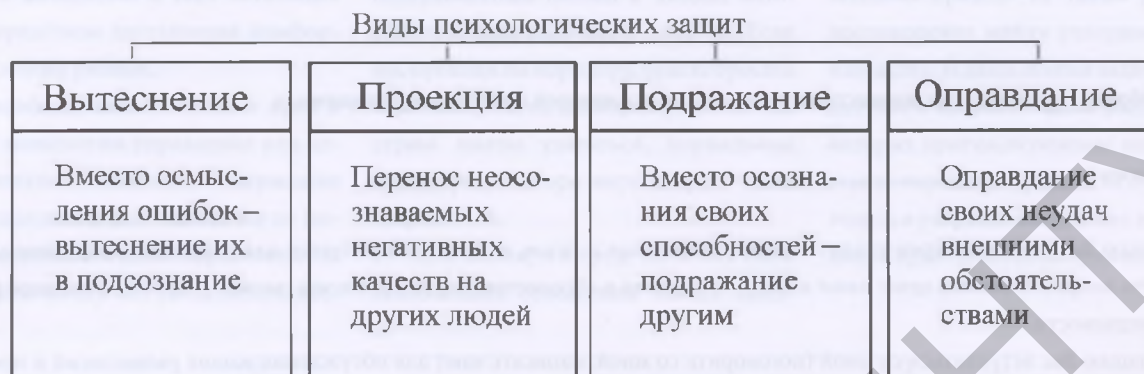 Виды психологических защит
Вытеснение
Вместо осмыс-
ления ошибок –
вытеснение их
в подсознание
Проекция
Перенос неосо-
знаваемых
негативных
качеств на
других людей
Подражание
Вместо осозна-
ния своих
способностей –
подражание
другим
Оправдание
Оправдание
своих неудач
внешними
обстоятель-
ствами